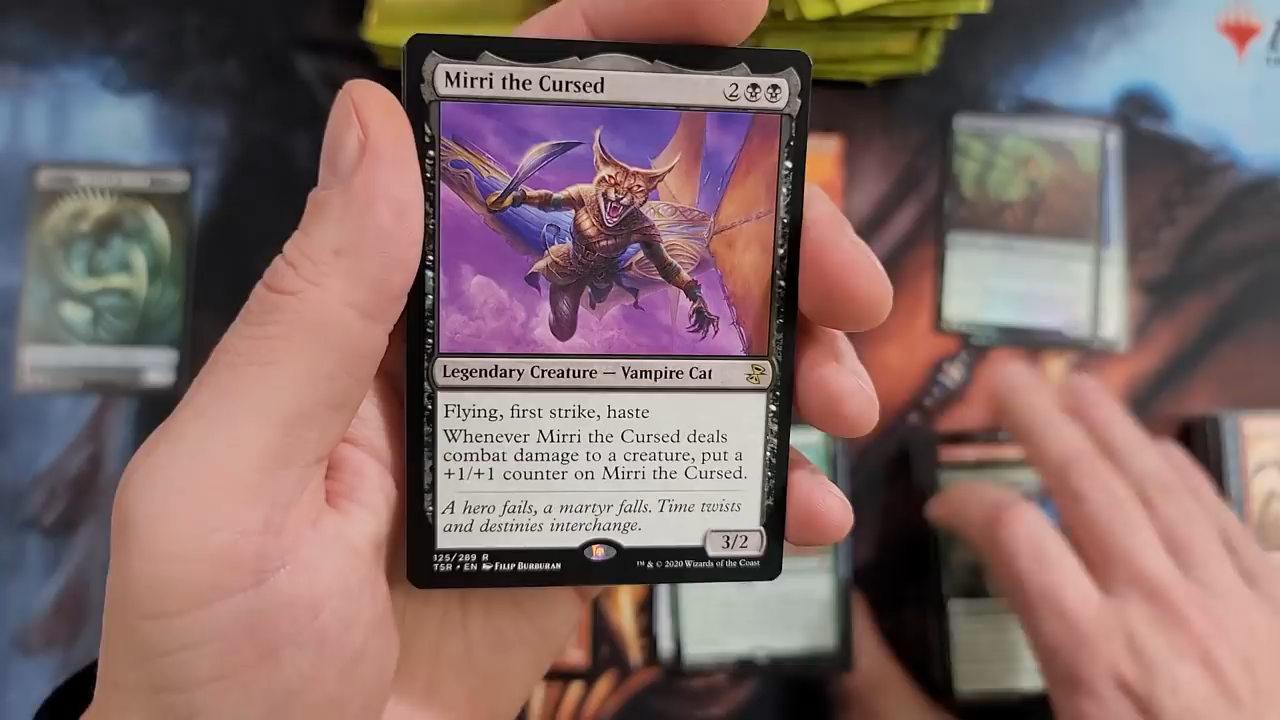 Mirri the Cursed 2
Legendary Creature — Vampire Cat
Flying, first strike, haste
Whenever Mirri the Cursed deals
combat damage to a creature, put a
+1/+1 counter on Mirri the Cursed.
A hero fails, a martyr falls. Time twists
and destinies interchange.
3/2
125/289 R
TSR • EN Filip Burburan
™ & © 2020 Wizards of the Coast